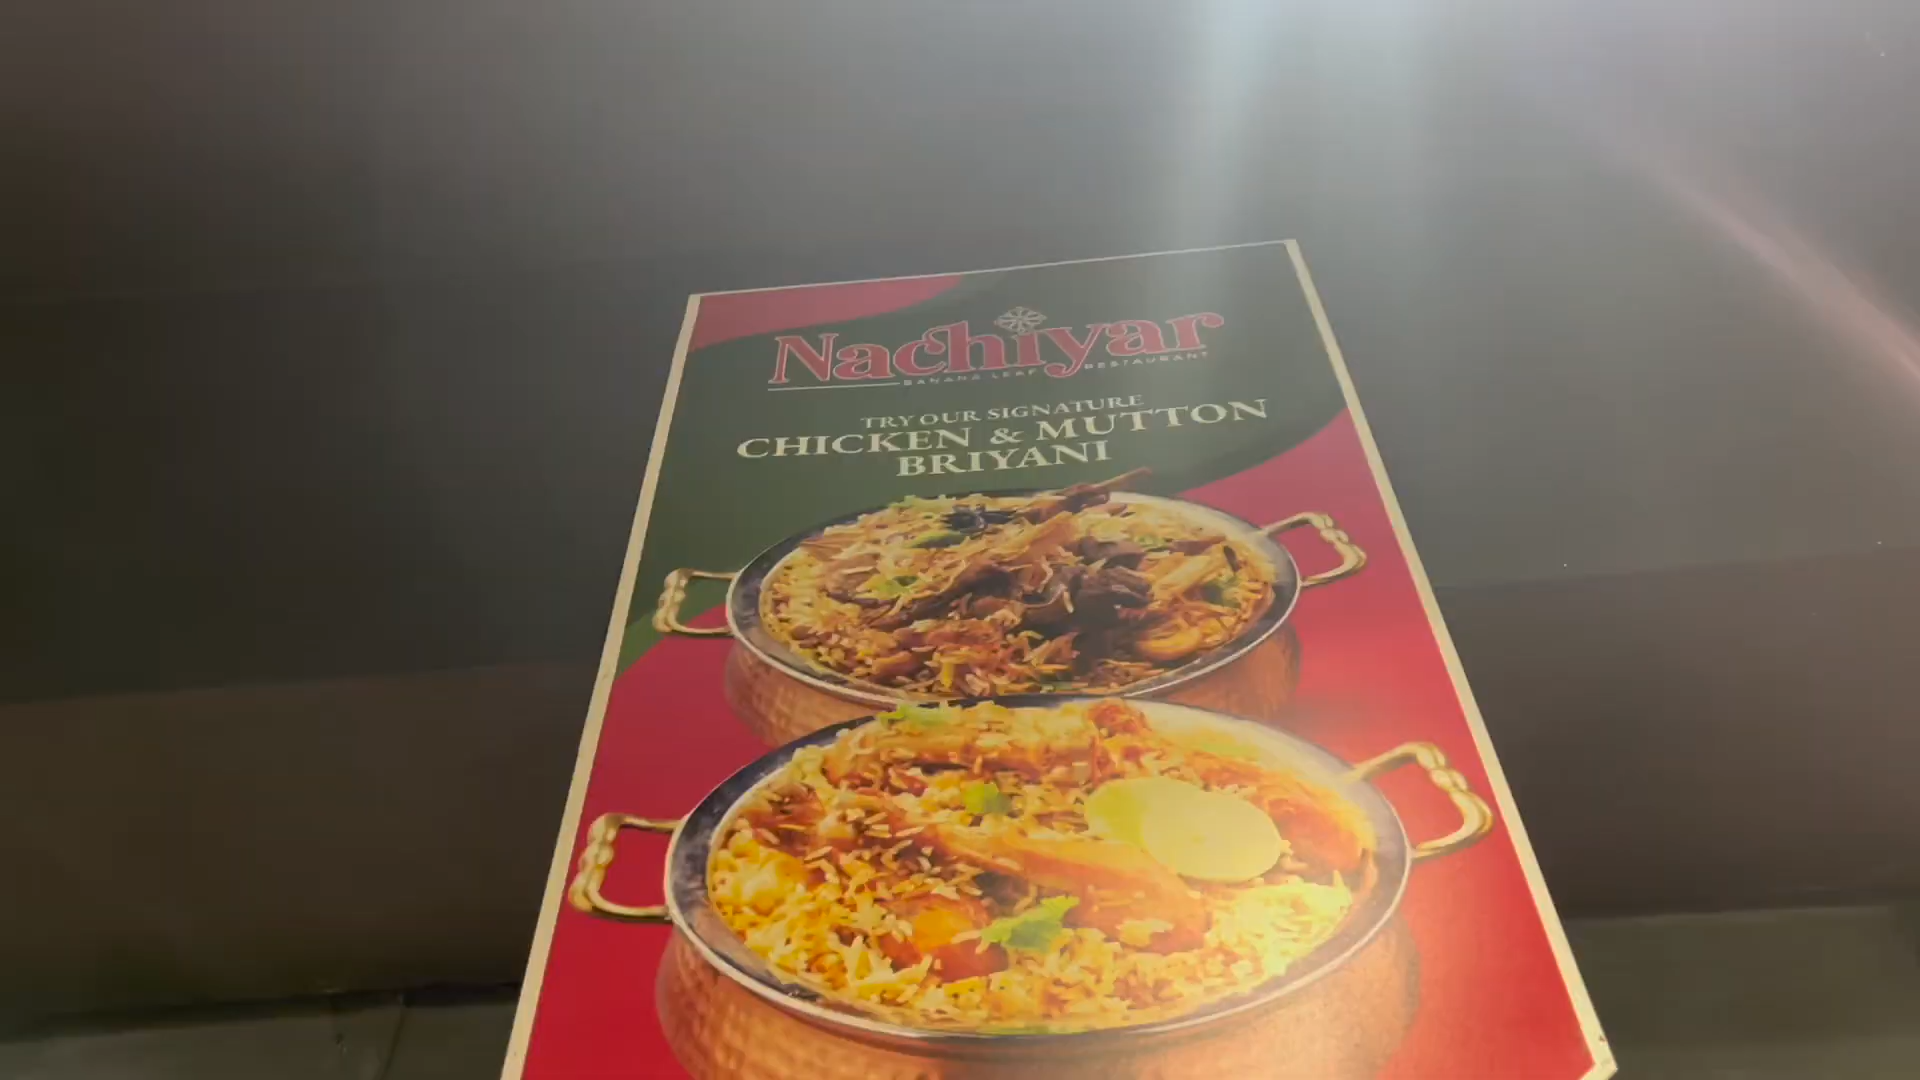 Nachiyar
BANANA LEAF RESTAURANT
TRY OUR SIGNATURE
CHICKEN & MUTTON
BRIYANI